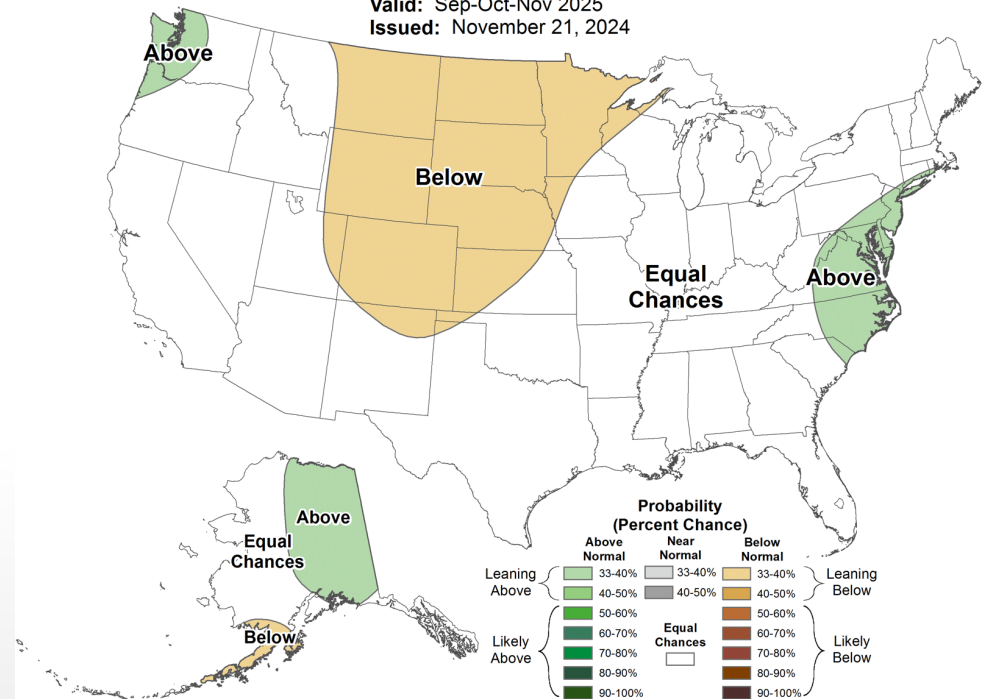 Valid: Sep-Oct-Nov 2025
Issued: November 21, 2024
Above
Below
Equal
Chances
Above
Above
Equal
Chances
Below
Probability
(Percent Chance)
Above
Normal
Near
Normal
Below
Normal
Leaning
Above
33-40%
33-40%
33-40%
40-50%
40-50%
40-50%
Leaning
Below
Likely
Above
50-60%
60-70%
70-80%
80-90%
90-100%
Equal
Chances
50-60%
60-70%
70-80%
80-90%
90-100%
Likely
Below